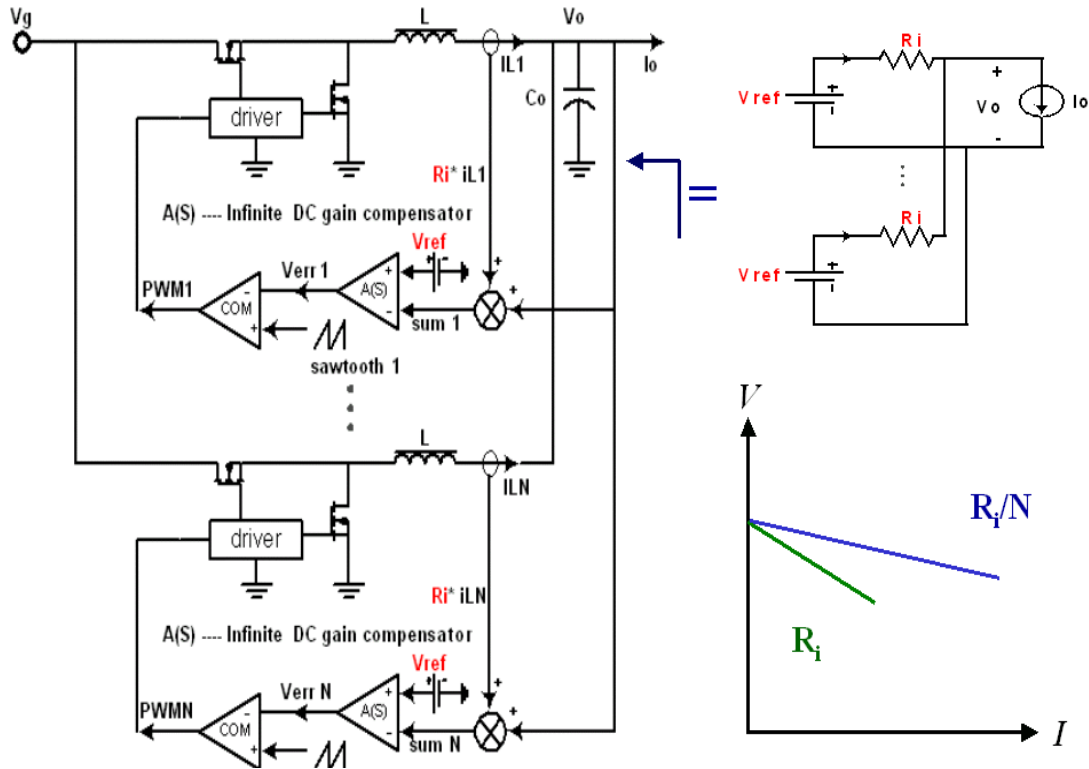 Vg
L
Vo
IL1
Io
Co
driver
Ri* iL1
A(S) ---- Infinite DC gain compensator
Vref
+ -
+
Verr 1
PWM1
-
COM
+
+
A(S)
-
+
sum 1
sawtooth 1
L
ILN
driver
Ri* iLN
A(S) ---- Infinite DC gain compensator
Vref
+ -
+
Verr N
PWMN
-
COM
+
+
A(S)
-
+
sum N
=
Ri
Vref
+
-
+
Vo
-
Io
...
Ri
Vref
+
-
V
Ri/N
Ri
I